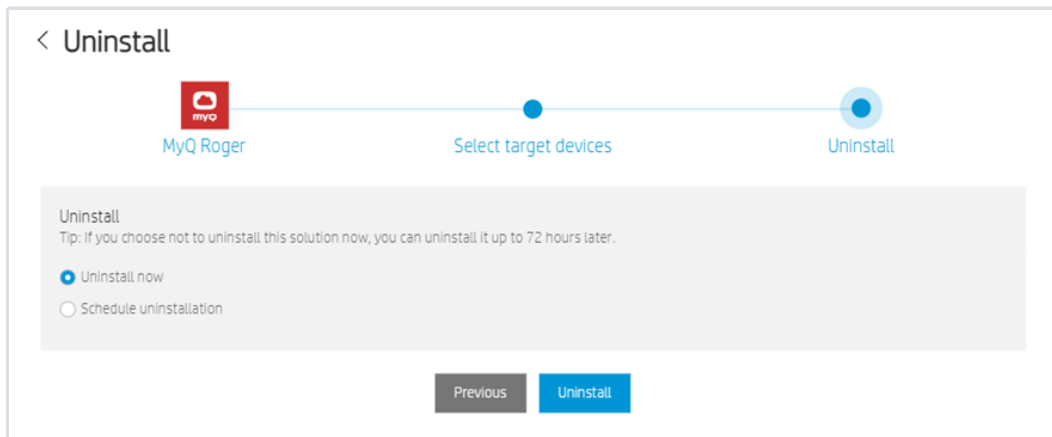 < Uninstall
myQ
MyQ Roger
Select target devices
Uninstall
Uninstall
Tip: If you choose not to uninstall this solution now, you can uninstall it up to 72 hours later.
Uninstall now
Schedule uninstallation
Previous
Uninstall